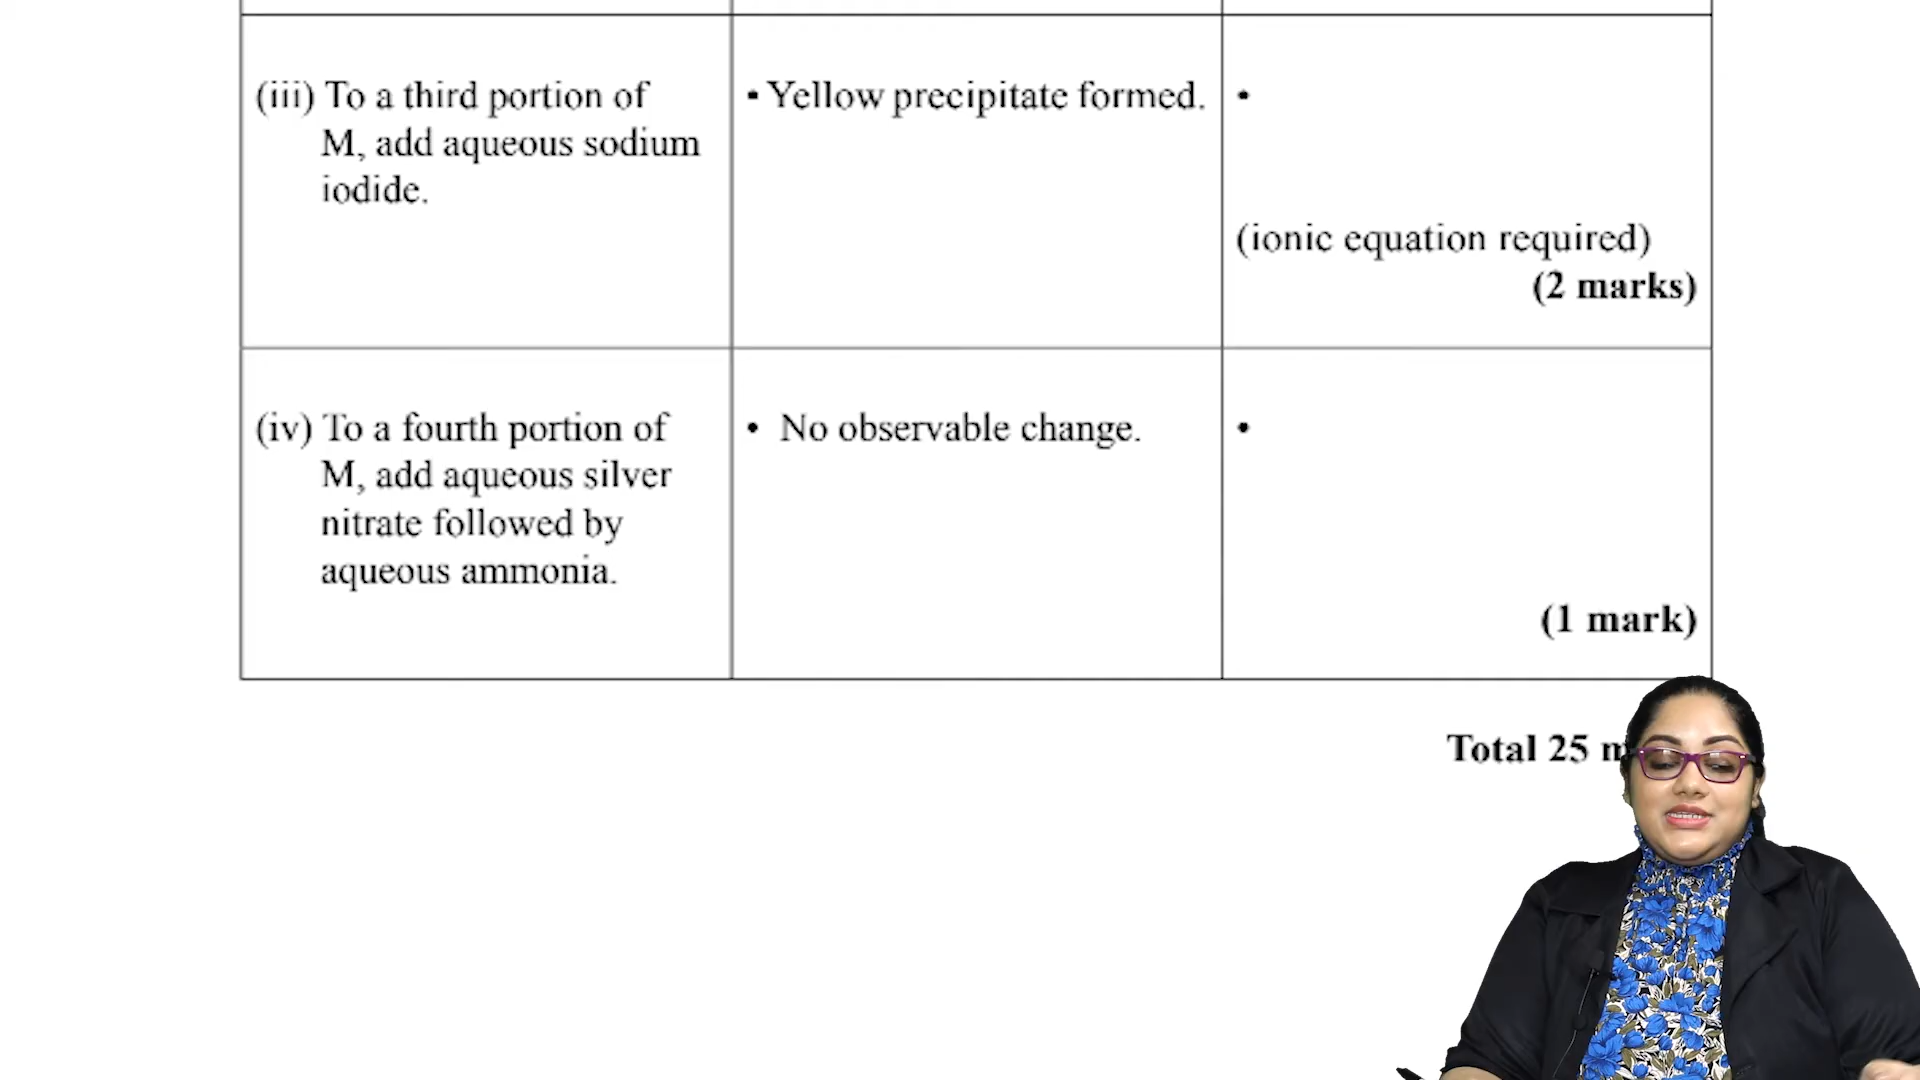 (iii) To a third portion of
M, add aqueous sodium
iodide.
• Yellow precipitate formed.
•
(ionic equation required)
(2 marks)
(iv) To a fourth portion of
M, add aqueous silver
nitrate followed by
aqueous ammonia.
• No observable change.
•
(1 mark)
Total 25